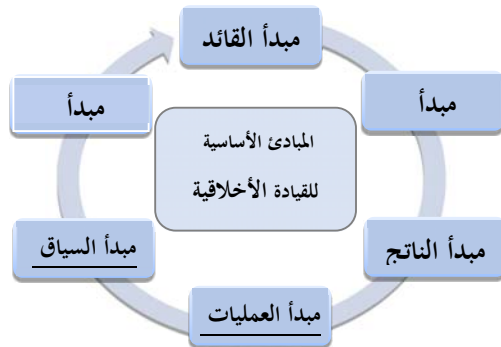 مبدأ القائد
مبدأ
مبدأ الناتج
مبدأ العمليات
مبدأ السياق
مبدأ
المبادئ الأساسية
للقيادة الأخلاقية